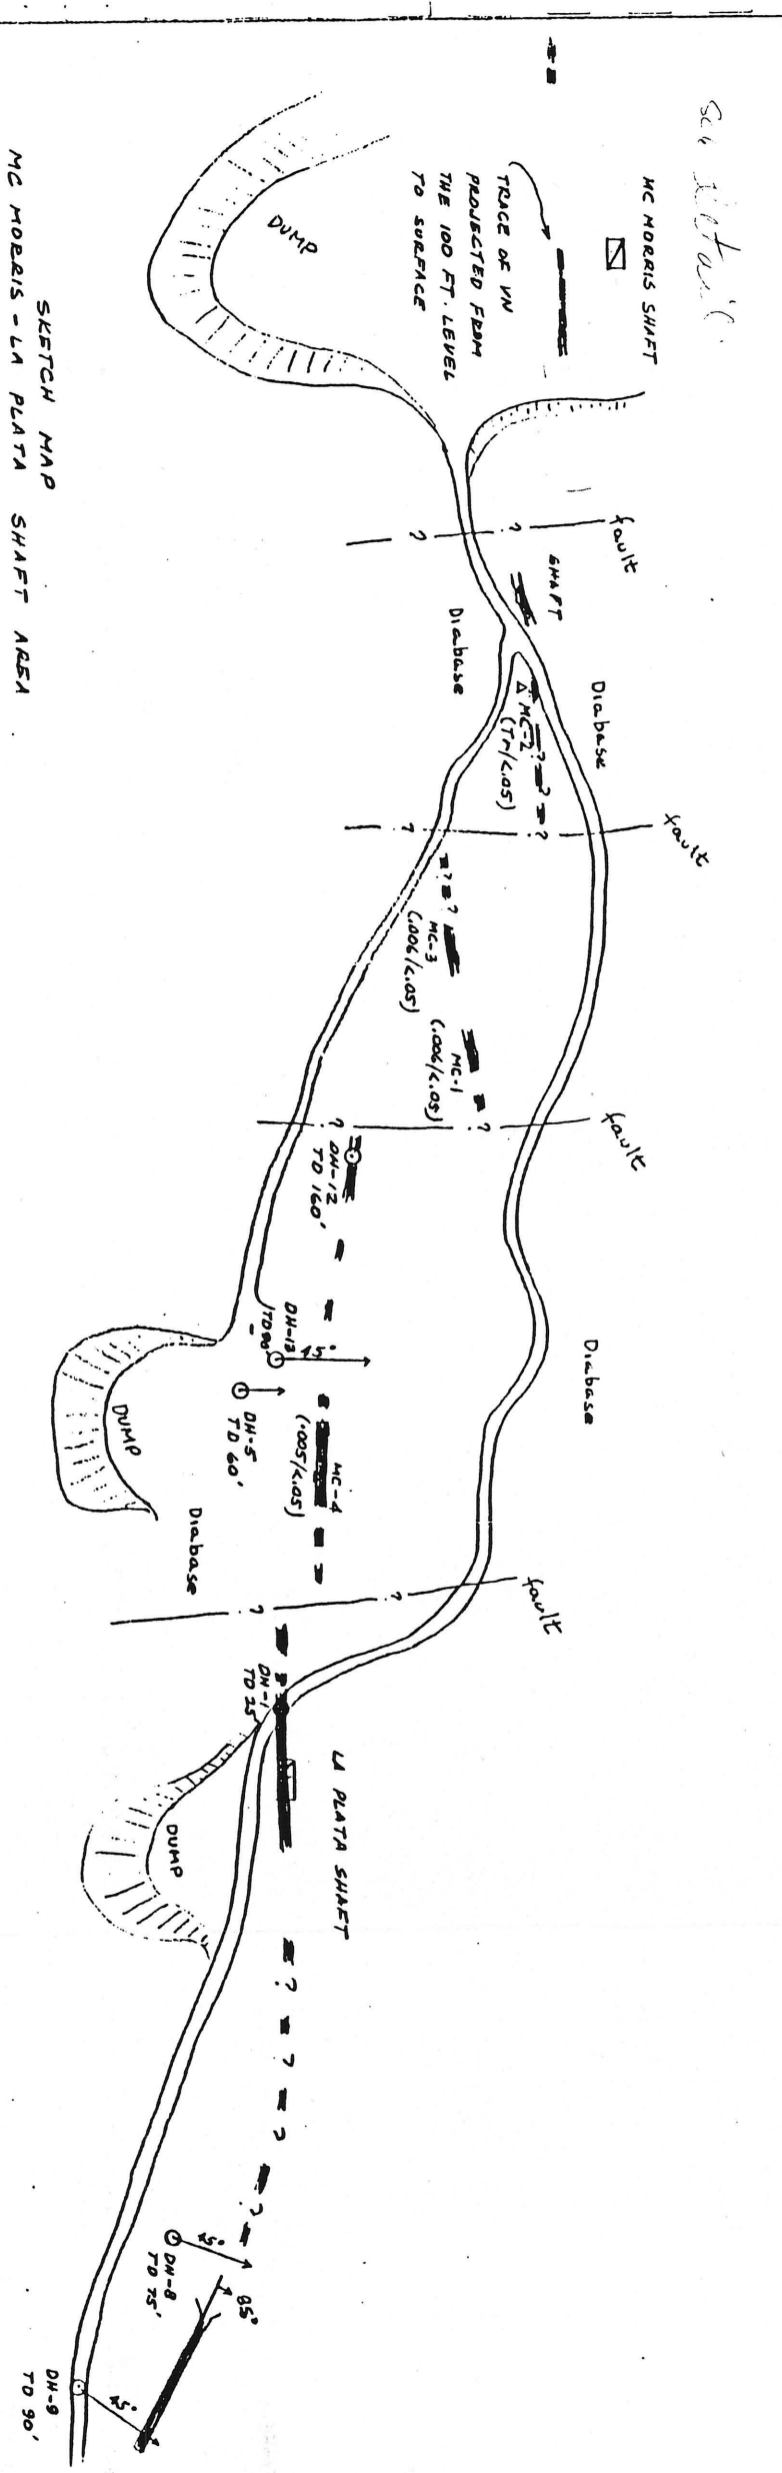 See detail
MC MORRIS SHAFT
TRACE OF VN
PROJECTED FROM
THE 100 FT. LEVEL
TO SURFACE
DUMP
fault
?
?
SHAFT
Diabase
Diabase
MC-2
(Tr/<.05)
? ? ?
fault
?
?
? ?
MC-3
(.006/<.05)
MC-1
(.006/<.05)
fault
?
?
DH-12
TD 160'
Diabase
DH-13
45°
DH-5
TD 60'
MC-4
(.005/<.05)
DUMP
Diabase
fault
?
?
DH-1
TD 25'
LA PLATA SHAFT
DUMP
? ? ? ?
45°
DH-8
TD 75'
85°
45°
DH-9
TD 90'
SKETCH MAP
MC MORRIS - LA PLATA SHAFT AREA